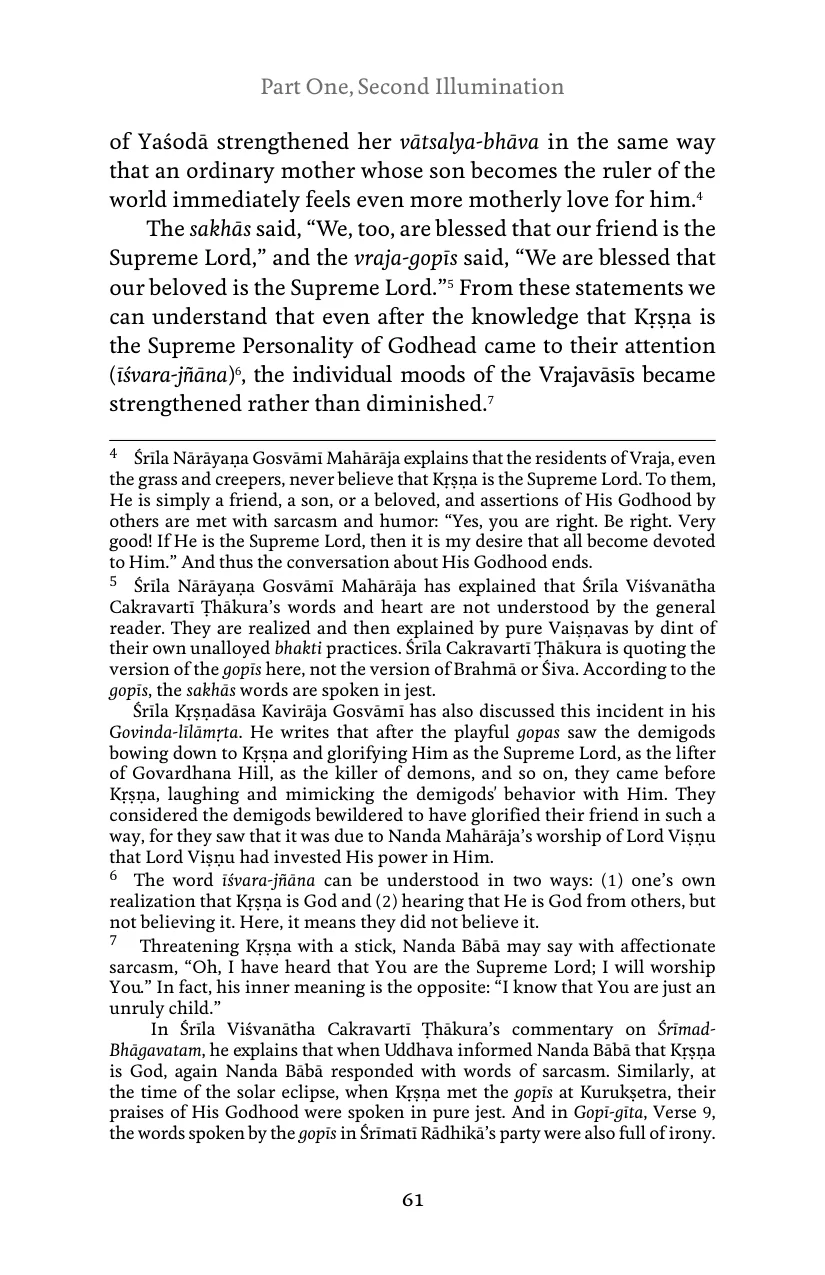 Part One, Second Illumination
of Yaśodā strengthened her vātsalya-bhāva in the same way
that an ordinary mother whose son becomes the ruler of the
world immediately feels even more motherly love for him.⁴
The sakhās said, “We, too, are blessed that our friend is the
Supreme Lord,” and the vraja-gopīs said, “We are blessed that
our beloved is the Supreme Lord.”⁵ From these statements we
can understand that even after the knowledge that Kṛṣṇa is
the Supreme Personality of Godhead came to their attention
(īśvara-jñāna)⁶, the individual moods of the Vrajavāsīs became
strengthened rather than diminished.⁷
⁴ Śrīla Nārāyaṇa Gosvāmī Mahārāja explains that the residents of Vraja, even
the grass and creepers, never believe that Kṛṣṇa is the Supreme Lord. To them,
He is simply a friend, a son, or a beloved, and assertions of His Godhood by
others are met with sarcasm and humor: “Yes, you are right. Be right. Very
good! If He is the Supreme Lord, then it is my desire that all become devoted
to Him.” And thus the conversation about His Godhood ends.
⁵ Śrīla Nārāyaṇa Gosvāmī Mahārāja has explained that Śrīla Viśvanātha
Cakravartī Ṭhākura’s words and heart are not understood by the general
reader. They are realized and then explained by pure Vaiṣṇavas by dint of
their own unalloyed bhakti practices. Śrīla Cakravartī Ṭhākura is quoting the
version of the gopīs here, not the version of Brahmā or Śiva. According to the
gopīs, the sakhās words are spoken in jest.
Śrīla Kṛṣṇadāsa Kavirāja Gosvāmī has also discussed this incident in his
Govinda-līlāmṛta. He writes that after the playful gopas saw the demigods
bowing down to Kṛṣṇa and glorifying Him as the Supreme Lord, as the lifter
of Govardhana Hill, as the killer of demons, and so on, they came before
Kṛṣṇa, laughing and mimicking the demigods' behavior with Him. They
considered the demigods bewildered to have glorified their friend in such a
way, for they saw that it was due to Nanda Mahārāja’s worship of Lord Viṣṇu
that Lord Viṣṇu had invested His power in Him.
⁶ The word īśvara-jñāna can be understood in two ways: (1) one’s own
realization that Kṛṣṇa is God and (2) hearing that He is God from others, but
not believing it. Here, it means they did not believe it.
⁷ Threatening Kṛṣṇa with a stick, Nanda Bābā may say with affectionate
sarcasm, “Oh, I have heard that You are the Supreme Lord; I will worship
You.” In fact, his inner meaning is the opposite: “I know that You are just an
unruly child.”
In Śrīla Viśvanātha Cakravartī Ṭhākura’s commentary on Śrīmad-
Bhāgavatam, he explains that when Uddhava informed Nanda Bābā that Kṛṣṇa
is God, again Nanda Bābā responded with words of sarcasm. Similarly, at
the time of the solar eclipse, when Kṛṣṇa met the gopīs at Kurukṣetra, their
praises of His Godhood were spoken in pure jest. And in Gopī-gīta, Verse 9,
the words spoken by the gopīs in Śrīmatī Rādhikā’s party were also full of irony.
61